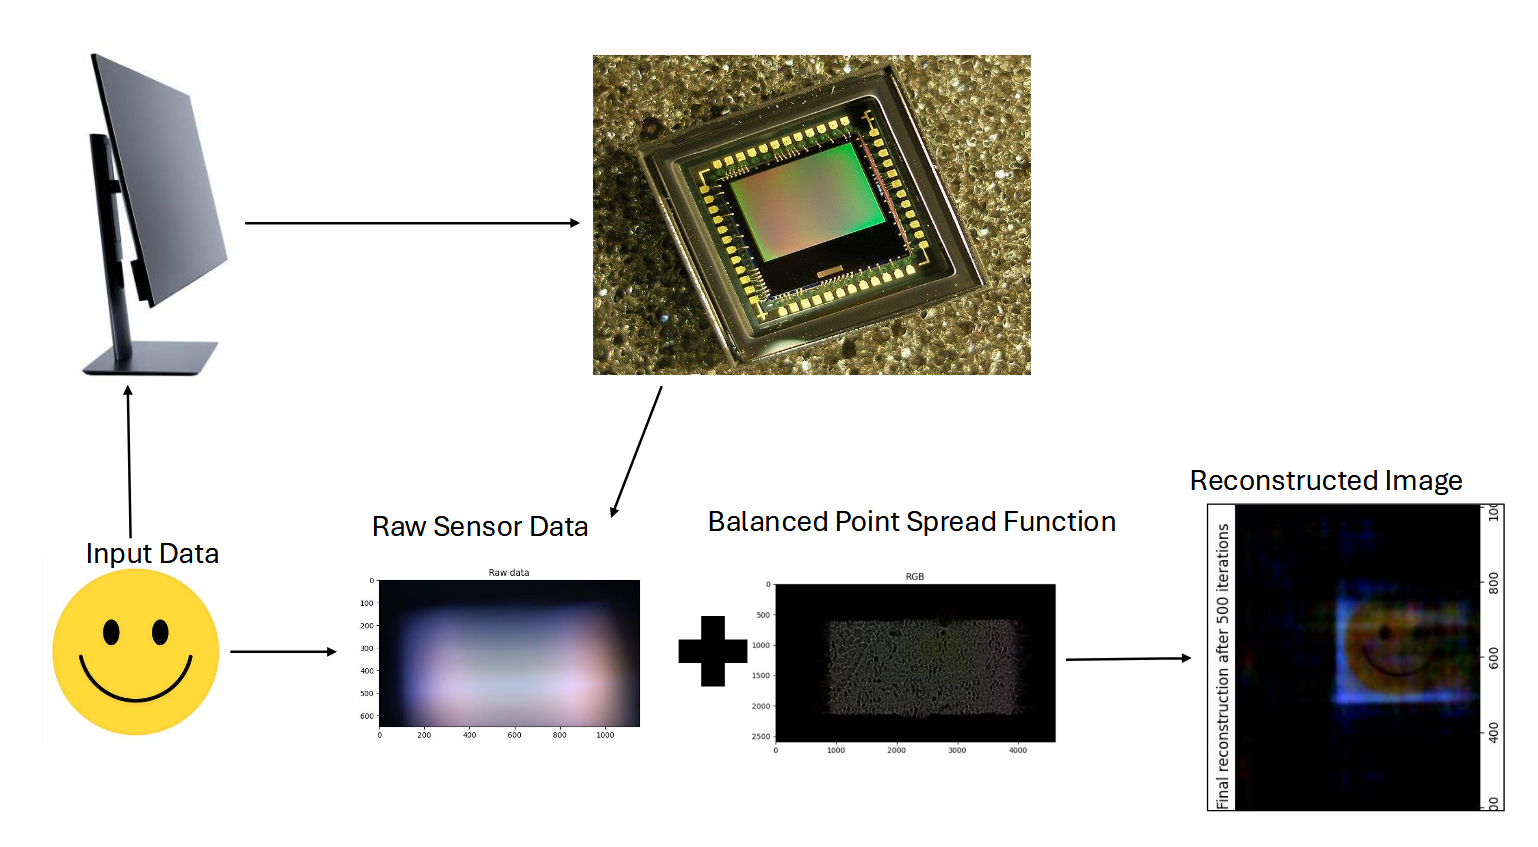 Input Data
Raw Sensor Data
Raw data
0
100
200
300
400
500
600
0 200 400 600 800 1000
Balanced Point Spread Function
RGB
0
500
1000
1500
2000
2500
0 1000 2000 3000 4000
Reconstructed Image
Final reconstruction after 500 iterations
800
600
400